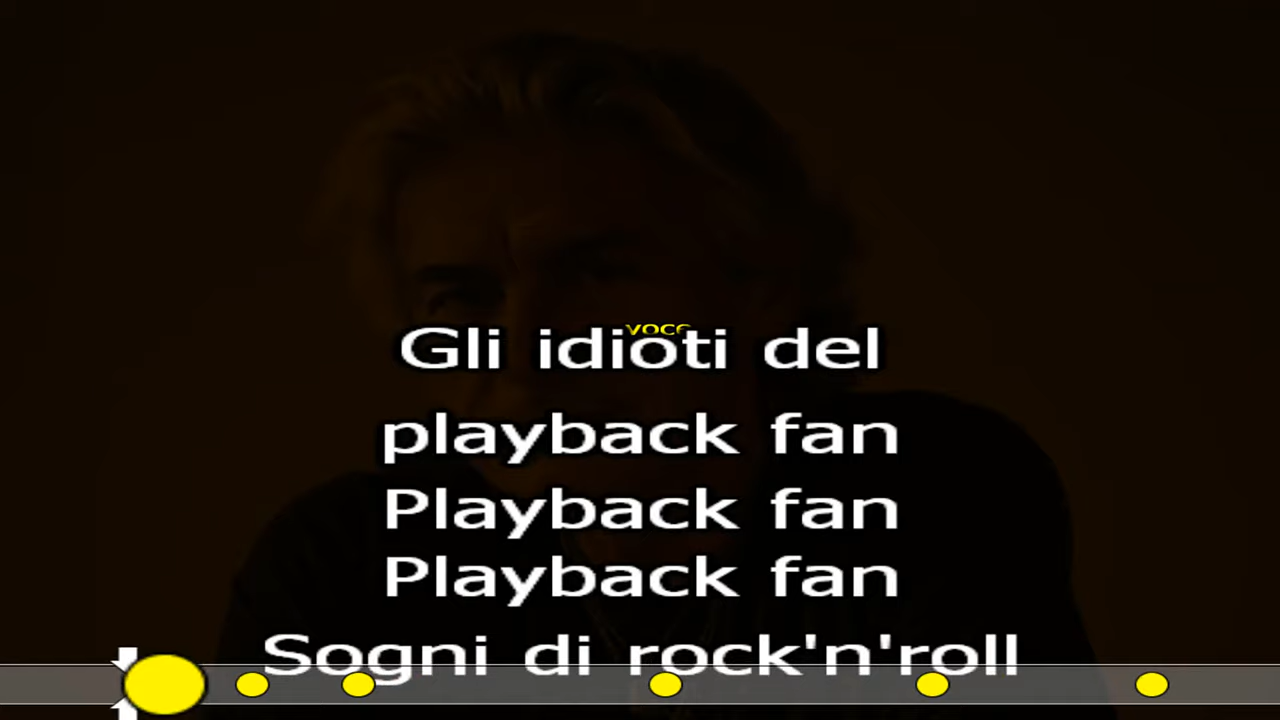 voce
Gli idioti del
playback fan
Playback fan
Playback fan
Sogni di rock'n'roll